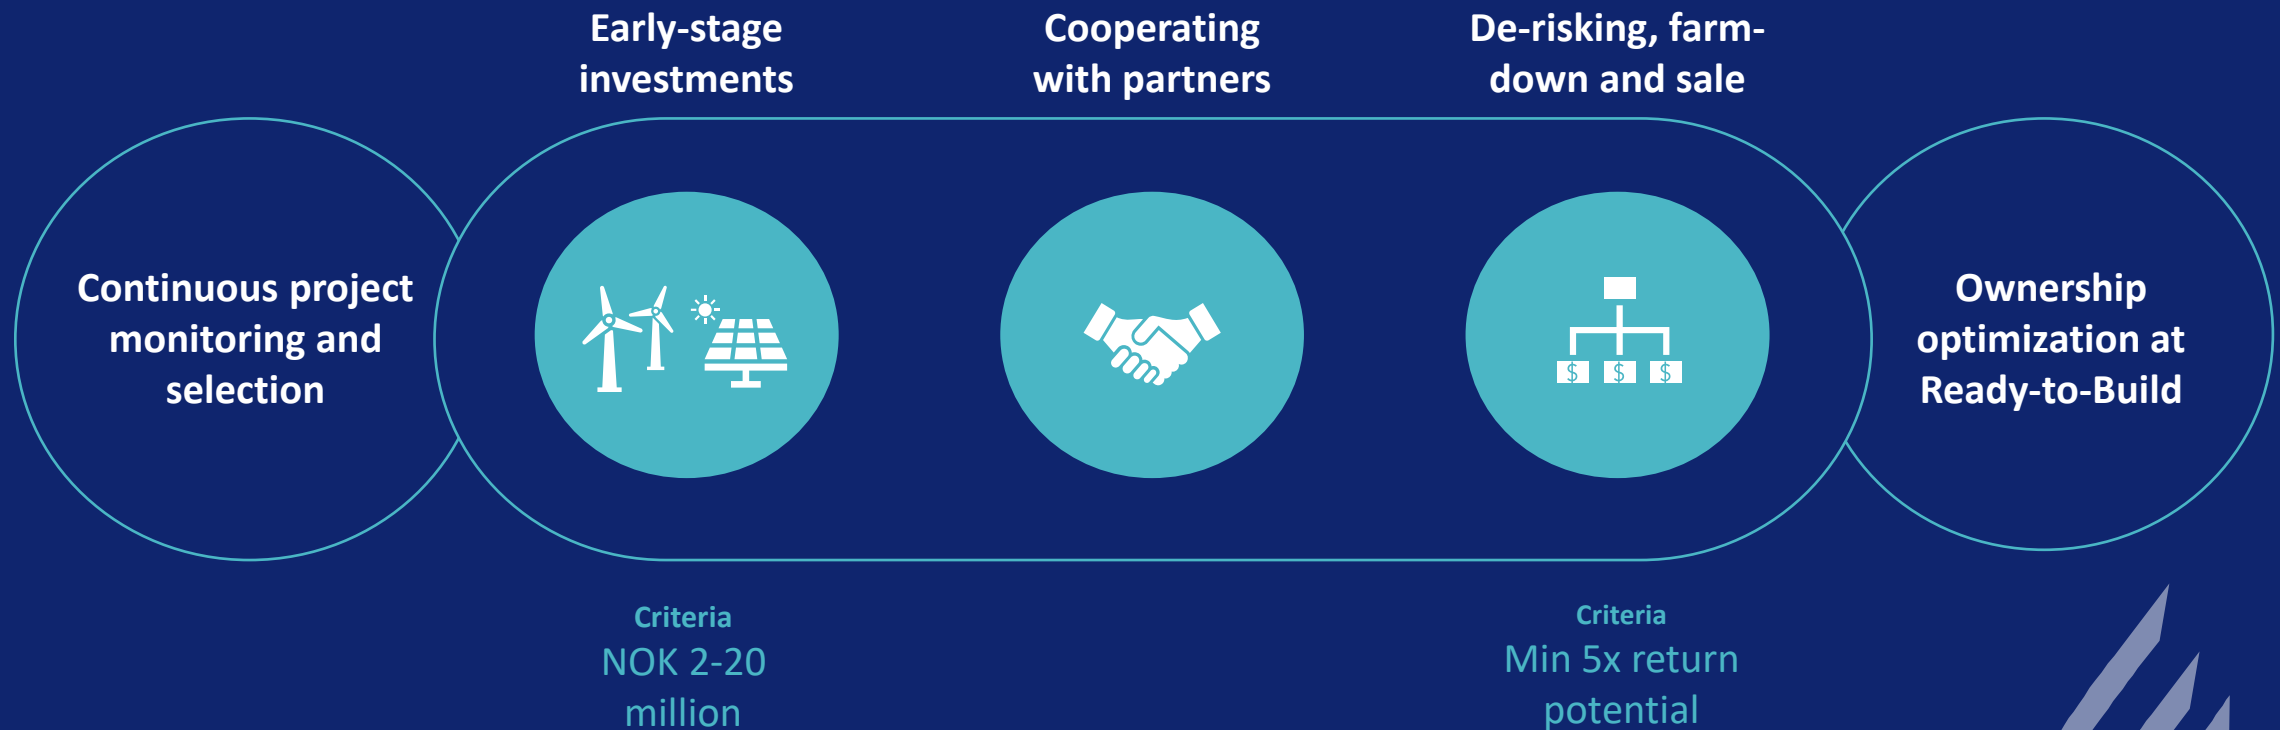 Early-stage
investments
Cooperating
with partners
De-risking, farm-
down and sale
Continuous project
monitoring and
selection
$ $ $
Ownership
optimization at
Ready-to-Build
Criteria
NOK 2-20
million
Criteria
Min 5x return
potential